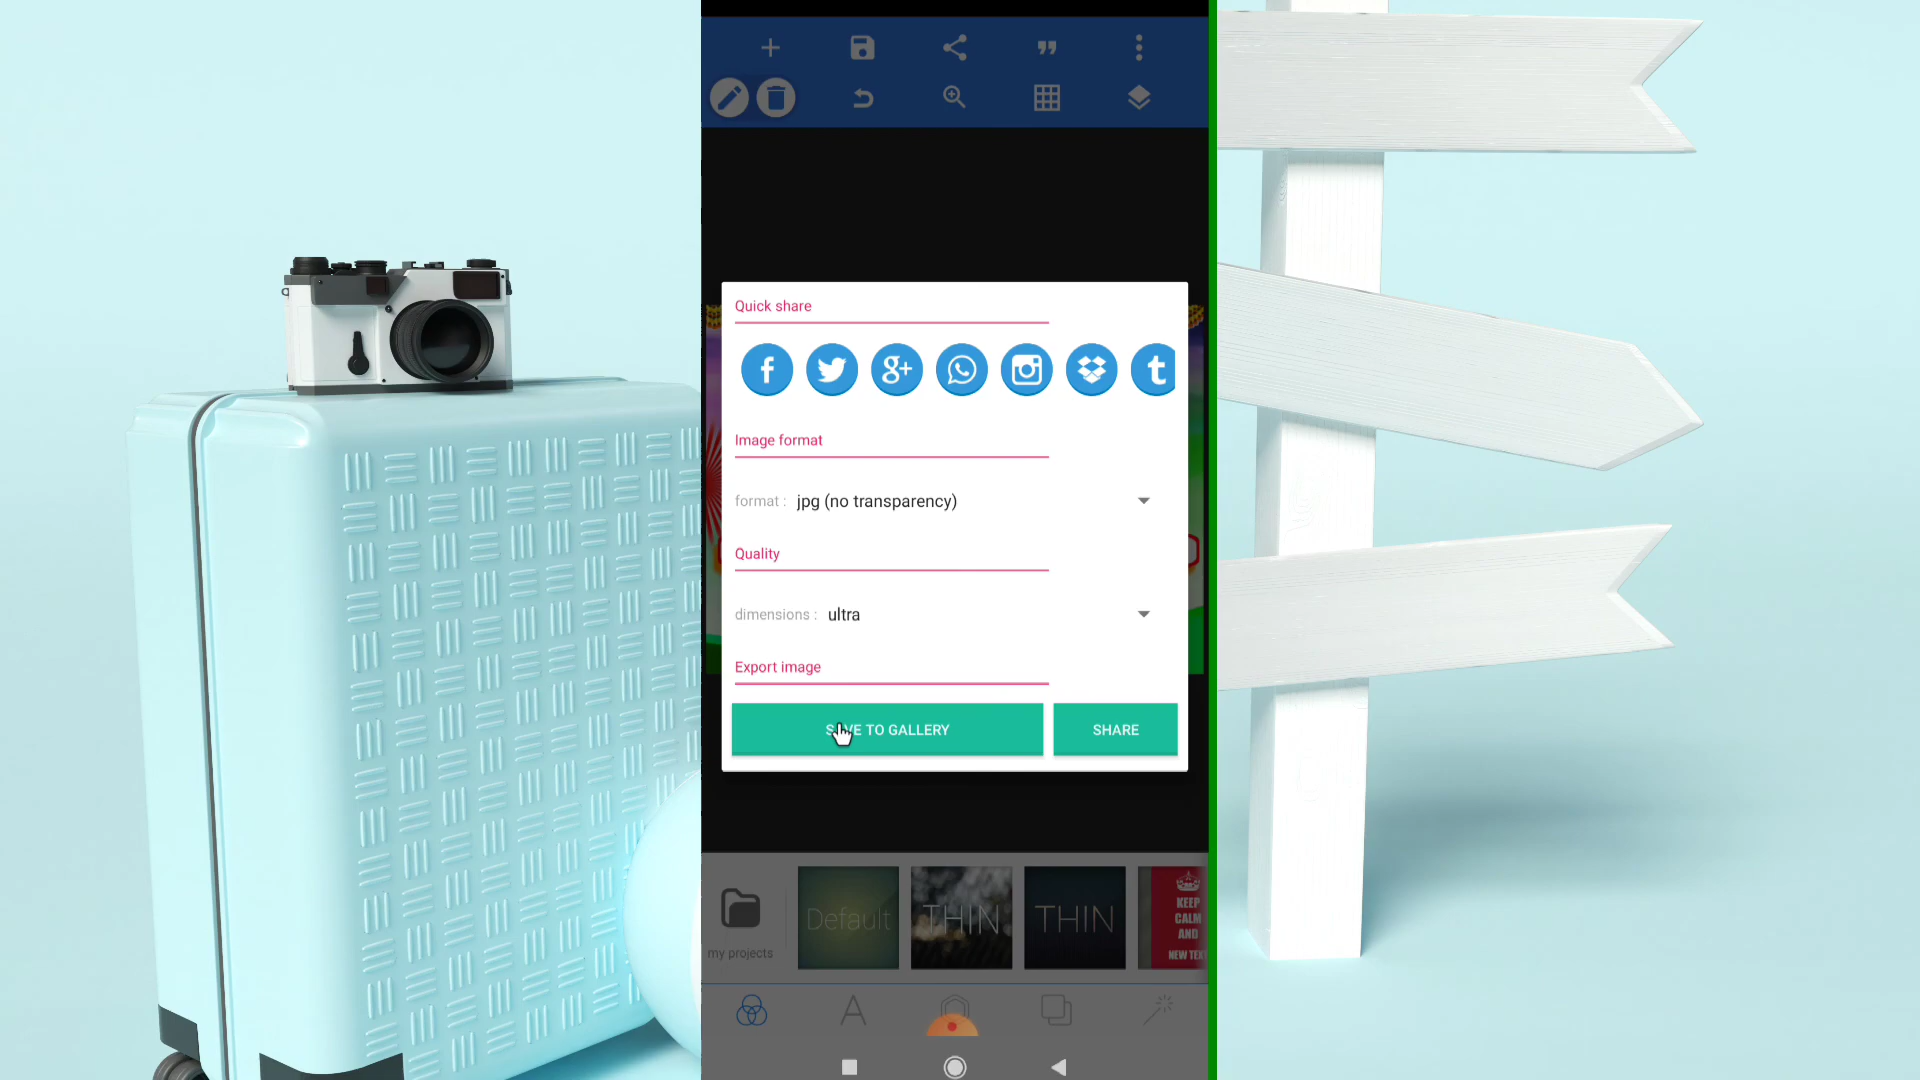 Quick share
Image format
format : jpg (no transparency)
Quality
dimensions : ultra
Export image
TO GALLERY
SHARE
my projects
Default
THIN
THIN
KEEP
CALM
AND
NEW